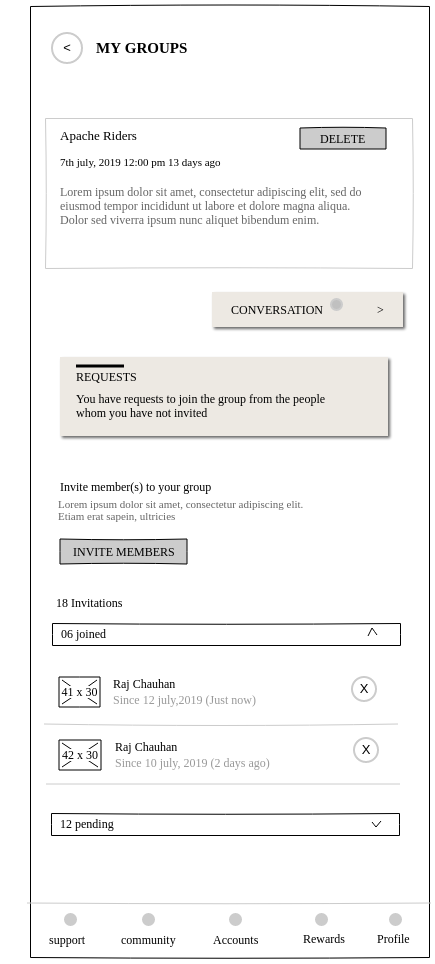 < MY GROUPS
Apache Riders
DELETE
7th july, 2019 12:00 pm 13 days ago
Lorem ipsum dolor sit amet, consectetur adipiscing elit, sed do
eiusmod tempor incididunt ut labore et dolore magna aliqua.
Dolor sed viverra ipsum nunc aliquet bibendum enim.
CONVERSATION >
REQUESTS
You have requests to join the group from the people
whom you have not invited
Invite member(s) to your group
Lorem ipsum dolor sit amet, consectetur adipiscing elit.
Etiam erat sapein, ultricies
INVITE MEMBERS
18 Invitations
06 joined
41 x 30
Raj Chauhan
Since 12 july,2019 (Just now)
X
42 x 30
Raj Chauhan
Since 10 july, 2019 (2 days ago)
X
12 pending
support community Accounts Rewards Profile